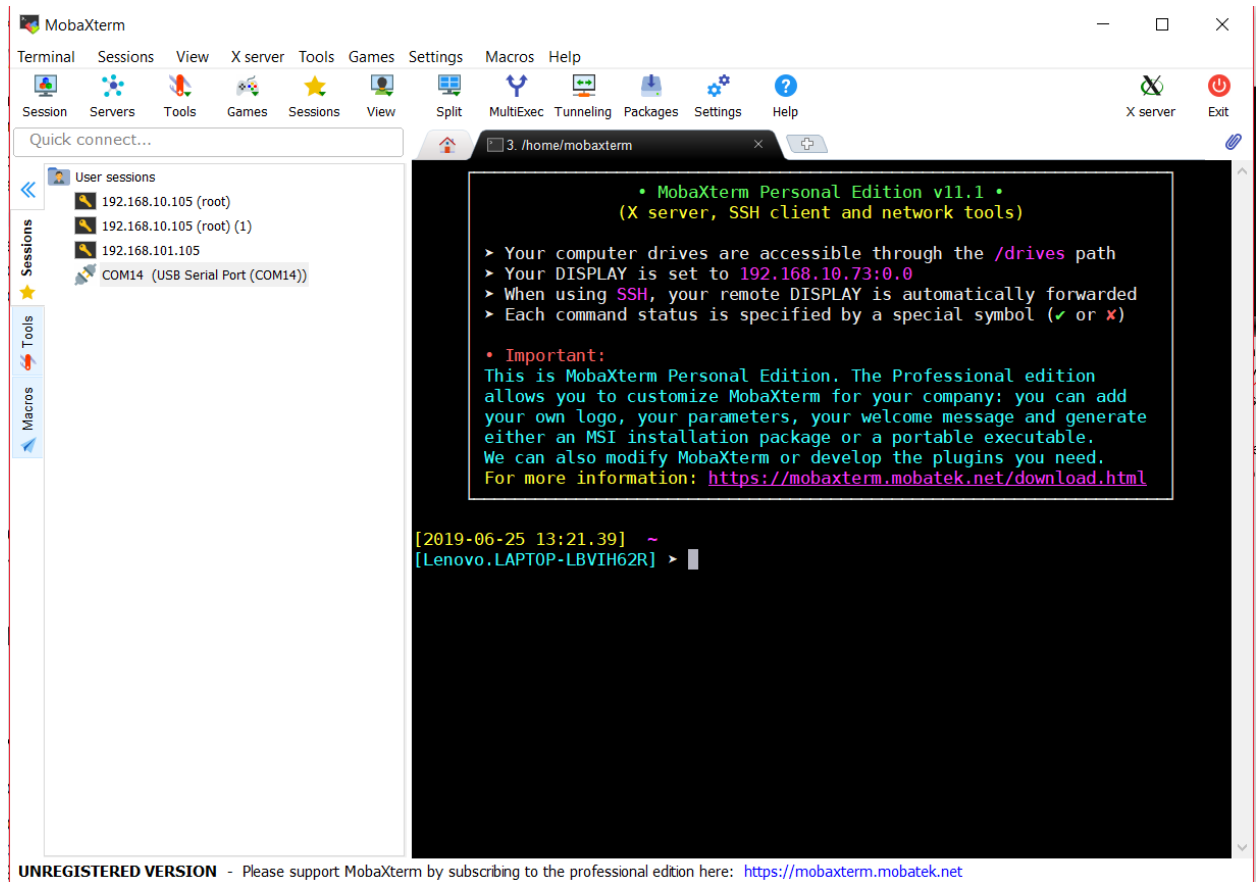 MobaXterm
Terminal Sessions View X server Tools Games Settings Macros Help
Session Servers Tools Games Sessions View Split MultiExec Tunneling Packages Settings Help X server Exit
Quick connect...
3. /home/mobaxterm
User sessions
192.168.10.105 (root)
192.168.10.105 (root) (1)
192.168.101.105
COM14 (USB Serial Port (COM14))
Sessions
Tools
Macros
• MobaXterm Personal Edition v11.1 •
(X server, SSH client and network tools)
➤ Your computer drives are accessible through the /drives path
➤ Your DISPLAY is set to 192.168.10.73:0.0
➤ When using SSH, your remote DISPLAY is automatically forwarded
➤ Each command status is specified by a special symbol (✔ or ✘)
• Important:
This is MobaXterm Personal Edition. The Professional edition
allows you to customize MobaXterm for your company: you can add
your own logo, your parameters, your welcome message and generate
either an MSI installation package or a portable executable.
We can also modify MobaXterm or develop the plugins you need.
For more information: https://mobaxterm.mobatek.net/download.html
[2019-06-25 13:21.39] ~
[Lenovo.LAPTOP-LBVIH62R] ➤
UNREGISTERED VERSION - Please support MobaXterm by subscribing to the professional edition here: https://mobaxterm.mobatek.net